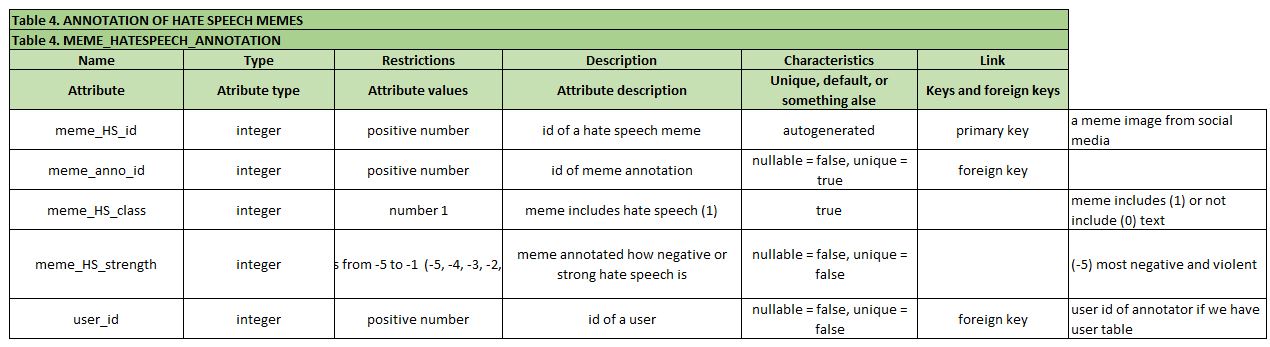 Table 4. ANNOTATION OF HATE SPEECH MEMES
Table 4. MEME_HATESPEECH_ANNOTATION
Name Type Restrictions Description Characteristics Link
Attribute Atribute type Attribute values Attribute description Unique, default, or something alse Keys and foreign keys
meme_HS_id integer positive number id of a hate speech meme autogenerated primary key a meme image from social media
meme_anno_id integer positive number id of meme annotation nullable = false, unique = true foreign key
meme_HS_class integer number 1 meme includes hate speech (1) true meme includes (1) or not include (0) text
meme_HS_strength integer s from -5 to -1 (-5, -4, -3, -2, meme annotated how negative or strong hate speech is nullable = false, unique = false (-5) most negative and violent
user_id integer positive number id of a user nullable = false, unique = false foreign key user id of annotator if we have user table